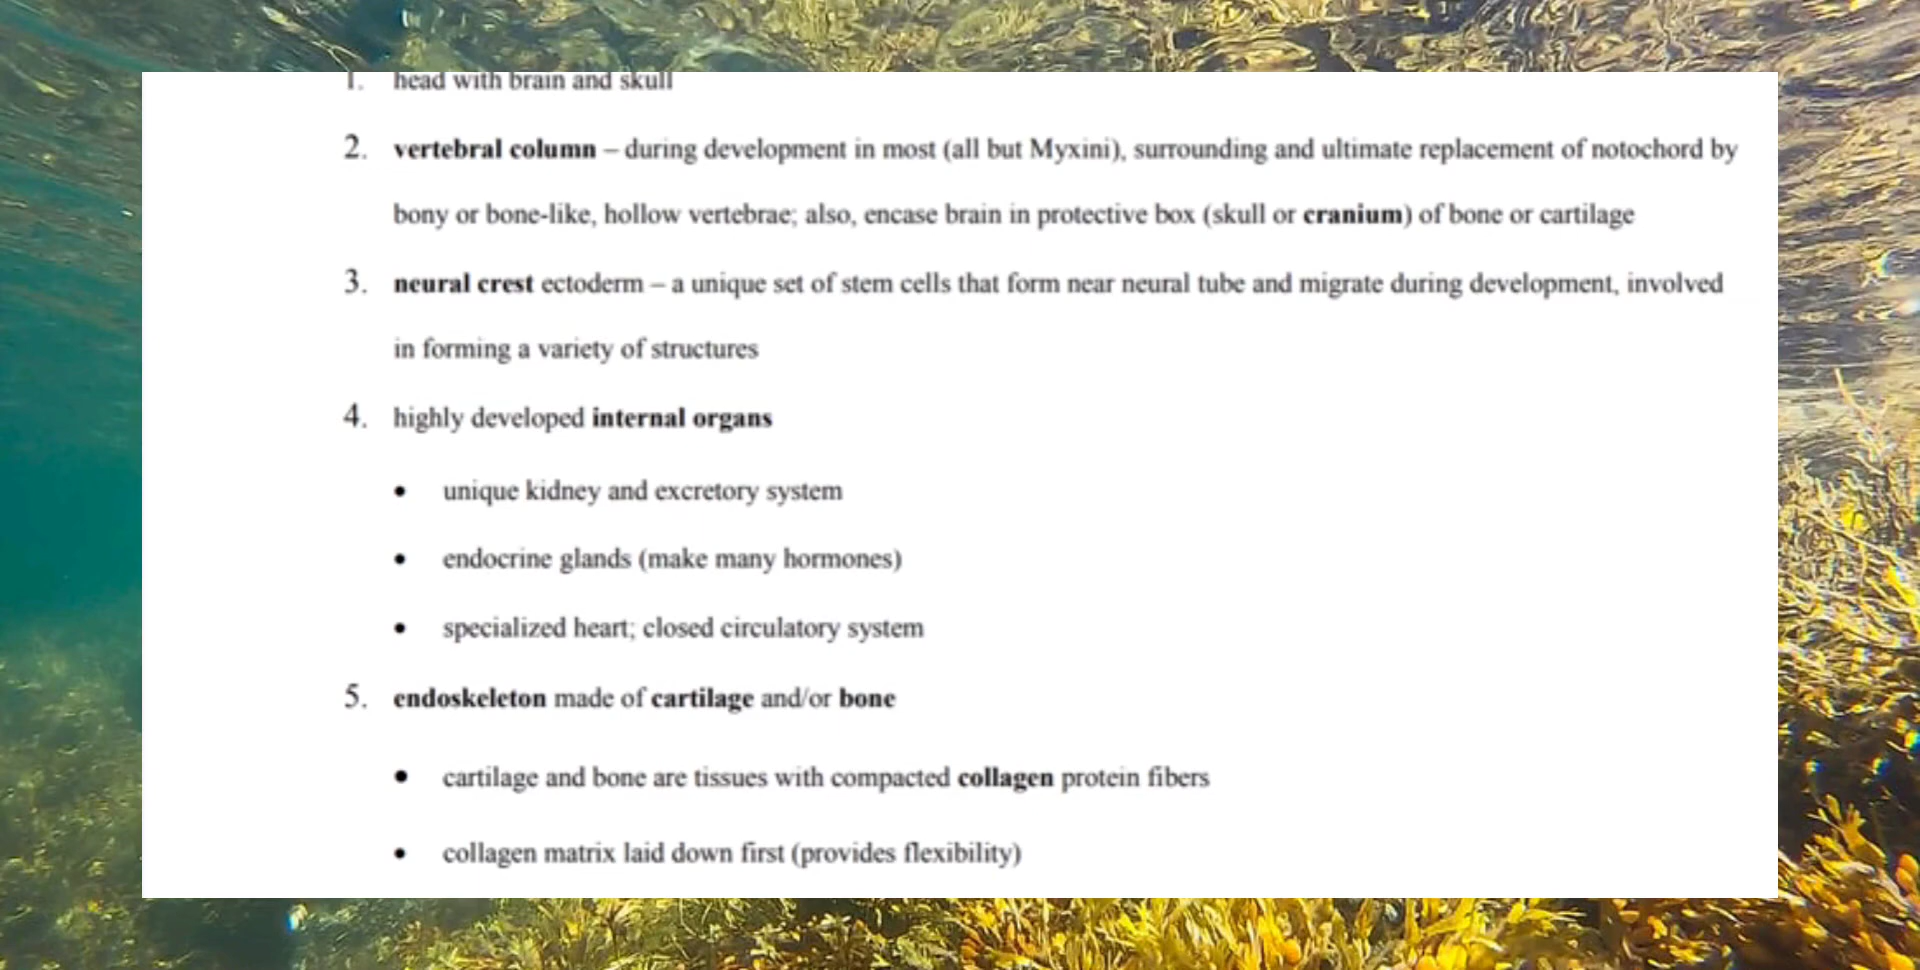 1. head with brain and skull
2. vertebral column – during development in most (all but Myxini), surrounding and ultimate replacement of notochord by
bony or bone-like, hollow vertebrae; also, encase brain in protective box (skull or cranium) of bone or cartilage
3. neural crest ectoderm – a unique set of stem cells that form near neural tube and migrate during development, involved
in forming a variety of structures
4. highly developed internal organs
• unique kidney and excretory system
• endocrine glands (make many hormones)
• specialized heart; closed circulatory system
5. endoskeleton made of cartilage and/or bone
• cartilage and bone are tissues with compacted collagen protein fibers
• collagen matrix laid down first (provides flexibility)